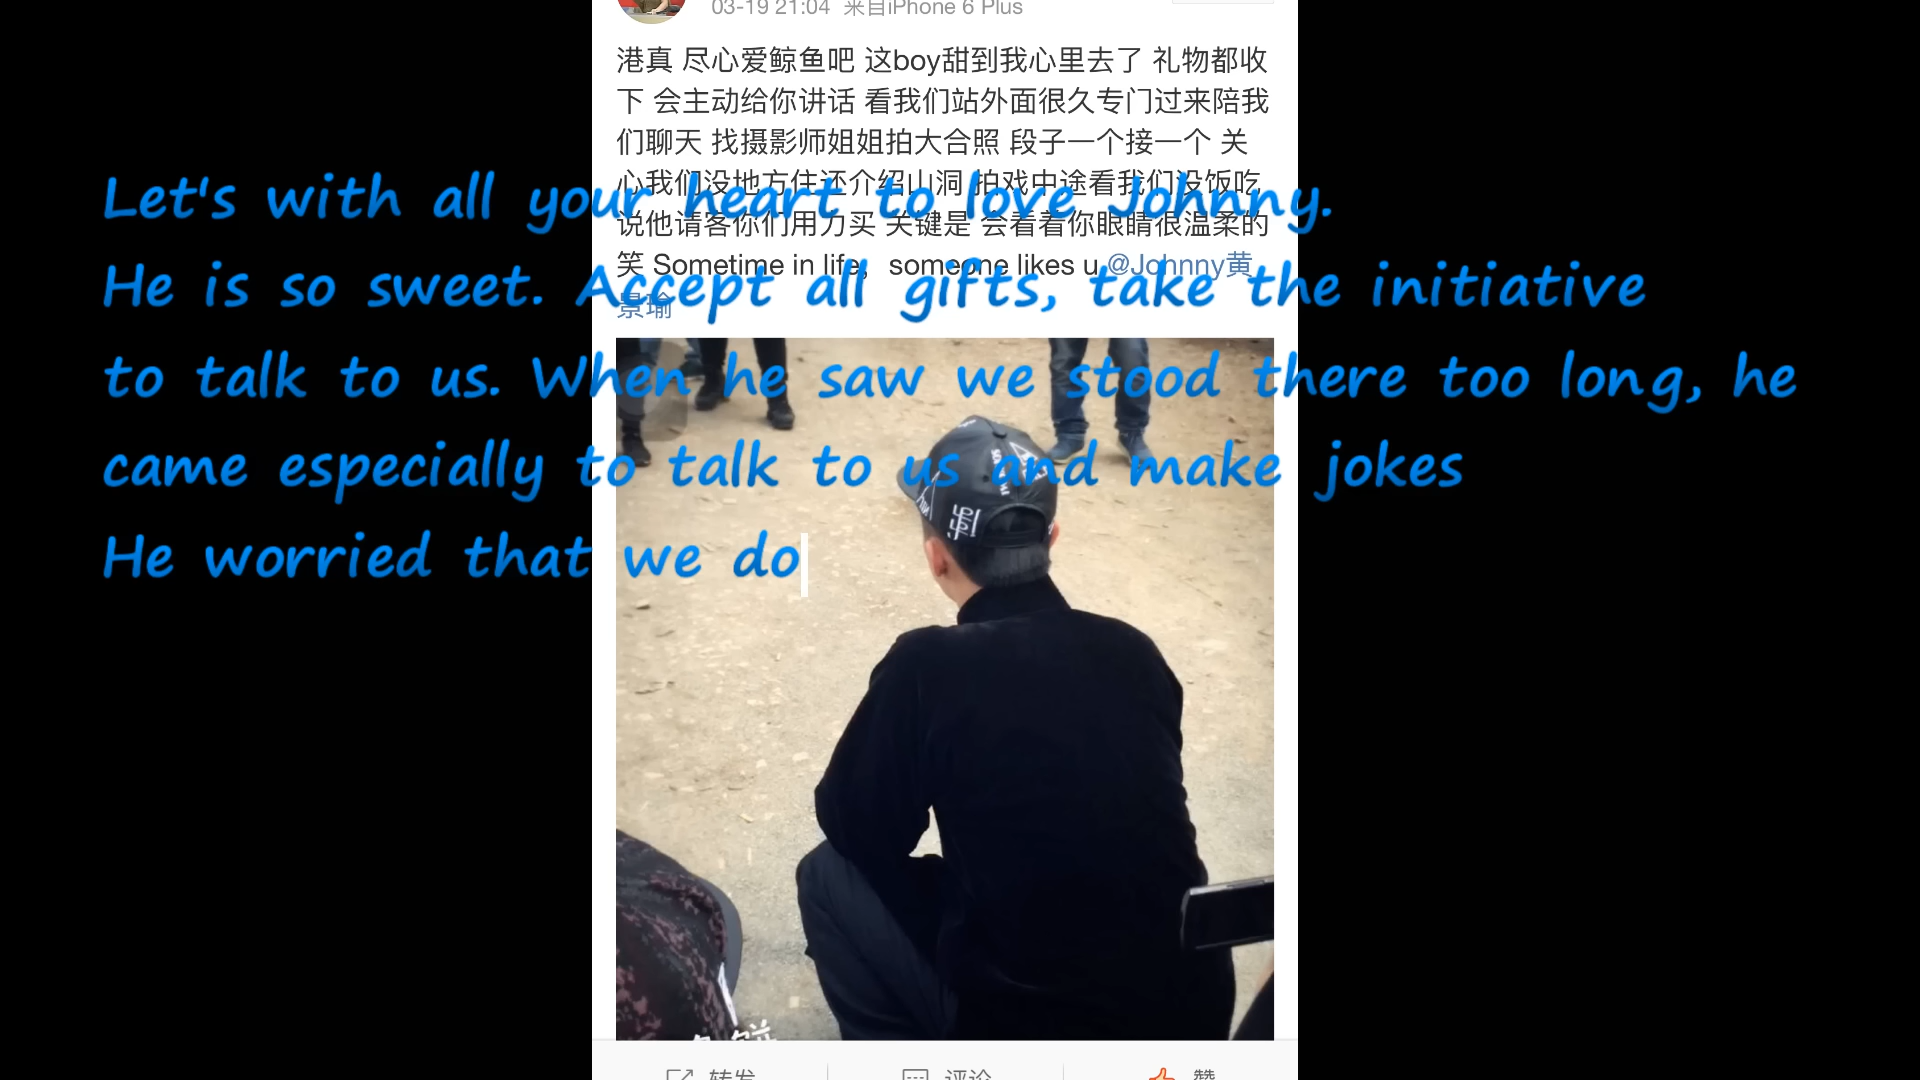 03-19 21:04 来自iPhone 6 Plus
港真 尽心爱鲸鱼吧 这boy甜到我心里去了 礼物都收
下 会主动给你讲话 看我们站外面很久专门过来陪我
们聊天 找摄影师姐姐拍大合照 段子一个接一个 关
心我们没地方住还介绍山洞 拍戏中途看我们没饭吃
说他请客你们用力买 关键是 会看着你眼睛很温柔的
笑 Sometime in life, someone likes u @Johnny黄
景瑜
Let's with all your heart to love Johnny.
He is so sweet. Accept all gifts, take the initiative
to talk to us. When he saw we stood there too long, he
came especially to talk to us and make jokes
He worried that we do
转发 评论 赞